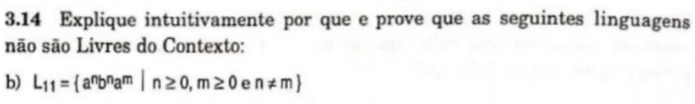 3.14 Explique intuitivamente por que e prove que as seguintes linguagens
não são Livres do Contexto:
b) L₁₁ = {aⁿbⁿaᵐ | n ≥ 0, m ≥ 0 e n ≠ m}